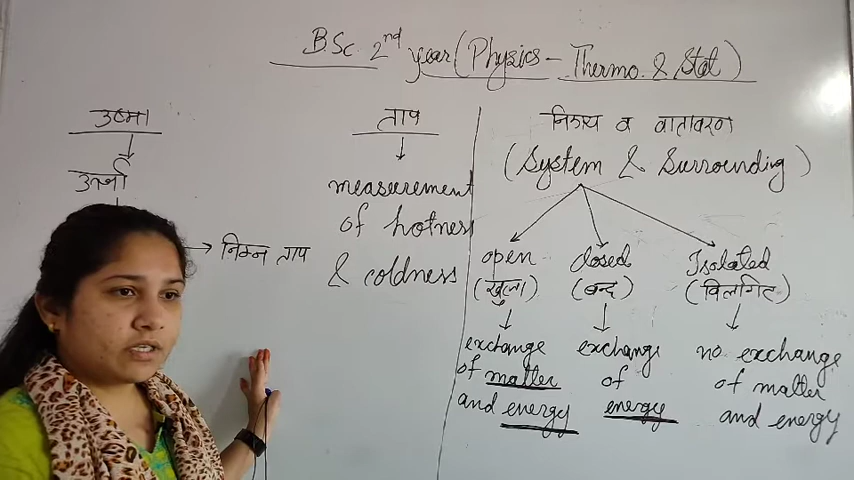 B.Sc. 2nd year (Physics - Thermo. & Stat)
उष्मा
ऊर्जा
→ निम्न ताप
ताप
measurement
of hotness
& coldness
निकाय व वातावरण
(System & Surrounding)
open
(खुला)
exchange
of matter
and energy
closed
(बन्द)
exchange
of
energy
Isolated
(विलगित)
no exchange
of matter
and energy